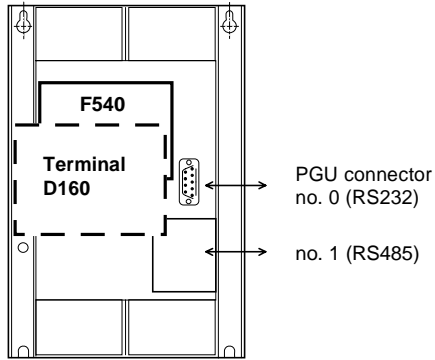 F540
Terminal
D160
PGU connector
no. 0 (RS232)
no. 1 (RS485)